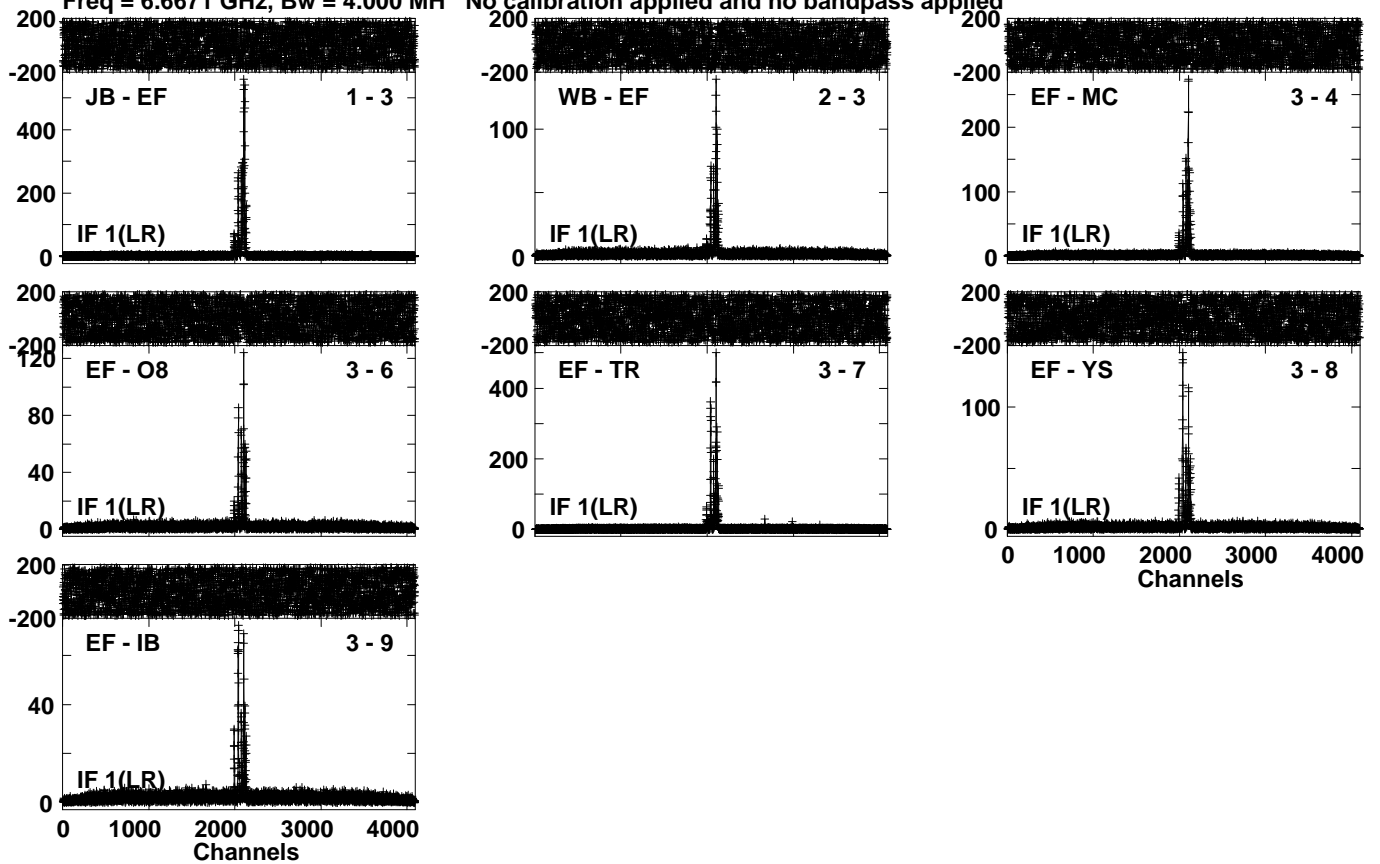 Freq = 6.6671 GHz, Bw = 4.000 MH No calibration applied and no bandpass applied
200
-200
JB - EF 1 - 3
400
200
0
IF 1(LR)
200
-200
WB - EF 2 - 3
100
0
IF 1(LR)
200
-200
EF - MC 3 - 4
200
100
0
IF 1(LR)
200
-200
120
EF - O8 3 - 6
80
40
0
IF 1(LR)
200
-200
EF - TR 3 - 7
400
200
0
IF 1(LR)
200
-200
EF - YS 3 - 8
100
0
IF 1(LR)
0 1000 2000 3000 4000
Channels
200
-200
EF - IB 3 - 9
40
0
IF 1(LR)
0 1000 2000 3000 4000
Channels